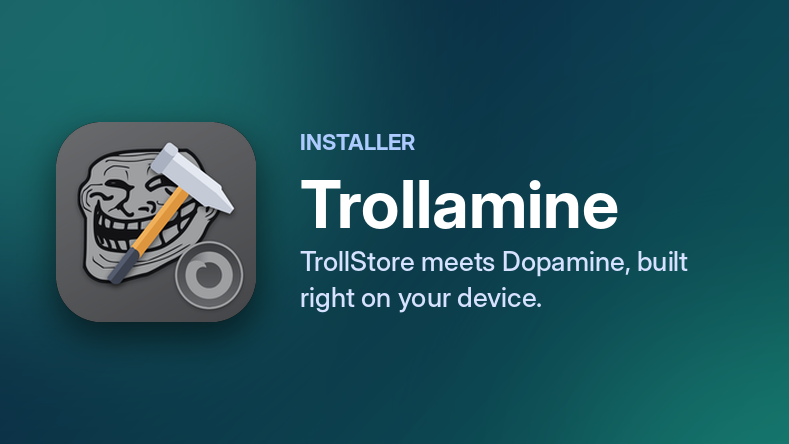 INSTALLER
Trollamine
TrollStore meets Dopamine, built
right on your device.